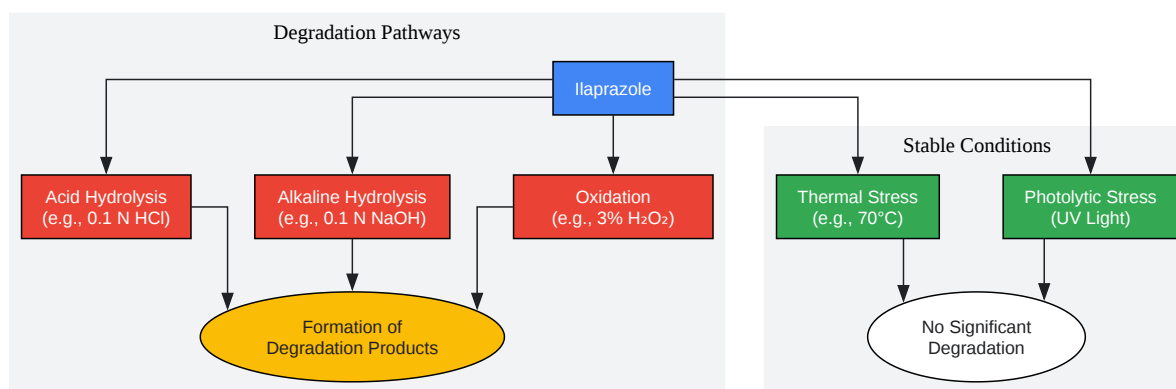 Degradation Pathways
Ilaprazole
Stable Conditions
Acid Hydrolysis
(e.g., 0.1 N HCl)
Alkaline Hydrolysis
(e.g., 0.1 N NaOH)
Oxidation
(e.g., 3% H₂O₂)
Thermal Stress
(e.g., 70°C)
Photolytic Stress
(UV Light)
Formation of
Degradation Products
No Significant
Degradation